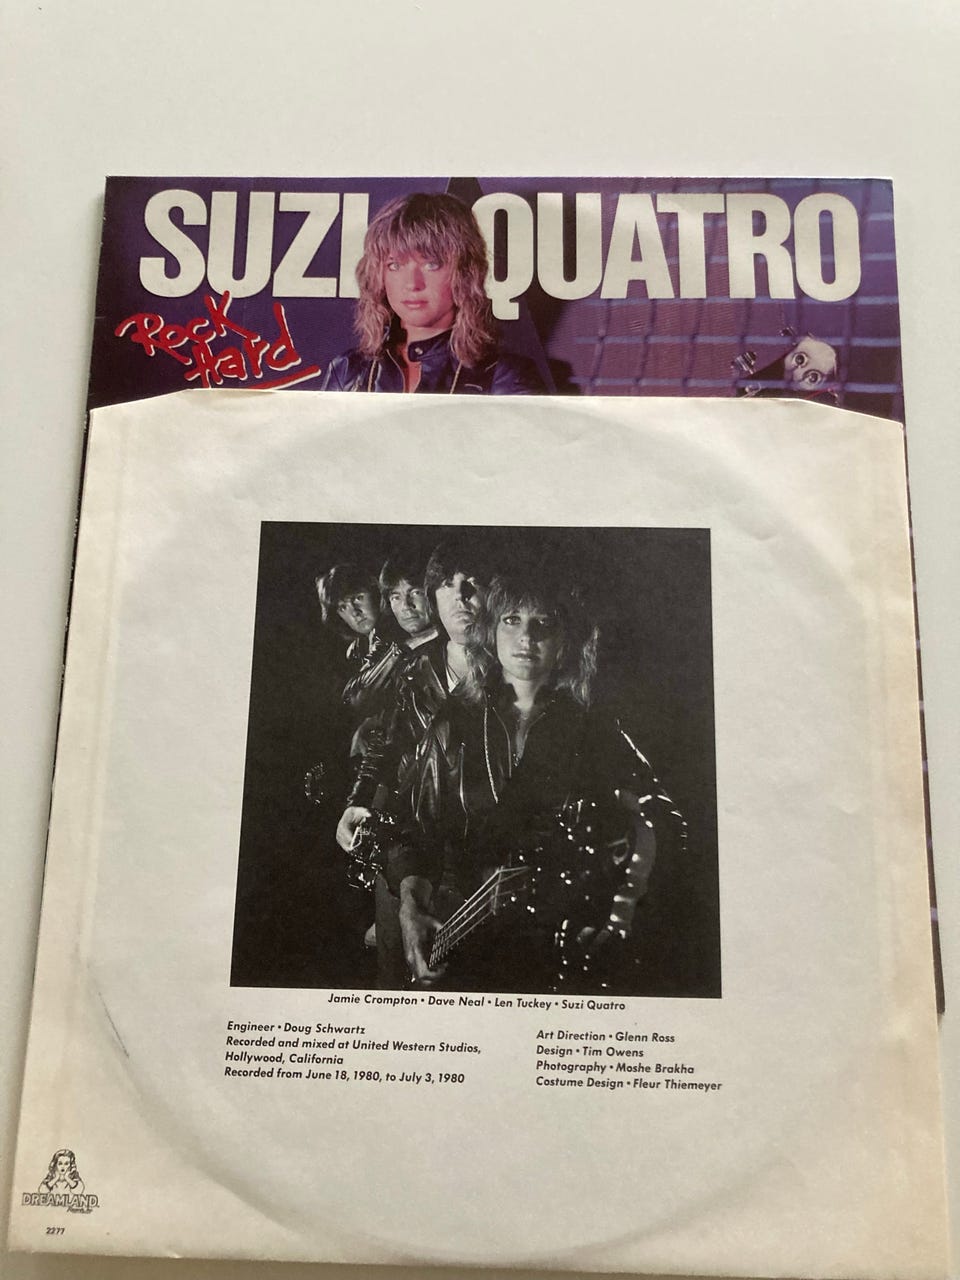 SUZI QUATRO
Rock
Hard
Jamie Crompton • Dave Neal • Len Tuckey • Suzi Quatro
Engineer • Doug Schwartz
Recorded and mixed at United Western Studios,
Hollywood, California
Recorded from June 18, 1980, to July 3, 1980
Art Direction • Glenn Ross
Design • Tim Owens
Photography • Moshe Brakha
Costume Design • Fleur Thiemeyer
DREAMLAND
Records
2277